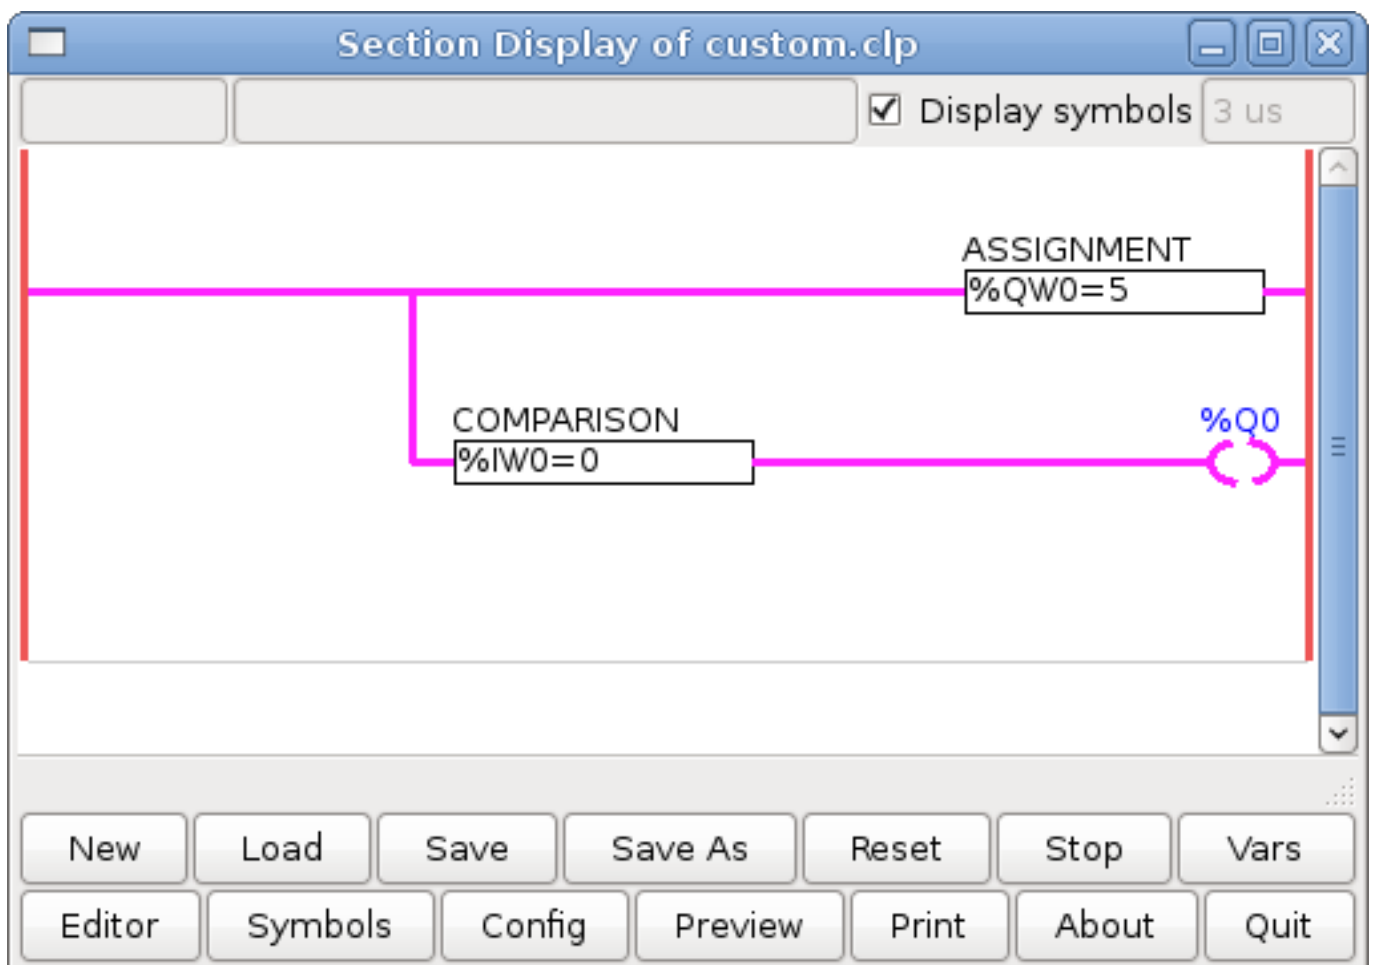 Section Display of custom.clp
Display symbols 3 us
ASSIGNMENT
%QW0=5
COMPARISON %Q0
%IW0=0
New Load Save Save As Reset Stop Vars
Editor Symbols Config Preview Print About Quit